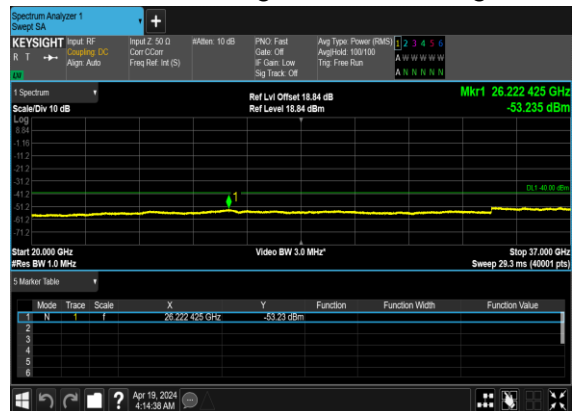 Spectrum Analyzer 1
Swept SA
+
KEYSIGHT Input: RF Input Z: 50 Ω #Atten: 10 dB PNO: Fast Avg Type: Power (RMS) 1 2 3 4 5 6
R T Coupling: DC Corr CCorr Gate: Off Avg|Hold: 100/100 A W W W W W
Align: Auto Freq Ref: Int (S) IF Gain: Low Trig: Free Run
Sig Track: Off A N N N N N
1 Spectrum Ref Lvl Offset 18.84 dB Mkr1 26.222 425 GHz
Scale/Div 10 dB Ref Level 18.84 dBm -53.235 dBm
Log
8.84
-1.16
-11.2
-21.2
-31.2
DL1 -40.00 dBm
-41.2
1
-51.2
-61.2
-71.2
Start 20.000 GHz Video BW 3.0 MHz* Stop 37.000 GHz
#Res BW 1.0 MHz Sweep 29.3 ms (40001 pts)
5 Marker Table
Mode Trace Scale X Y Function Function Width Function Value
1 N 1 f 26.222 425 GHz -53.23 dBm
2
3
4
5
6
? Apr 19, 2024
4:14:38 AM